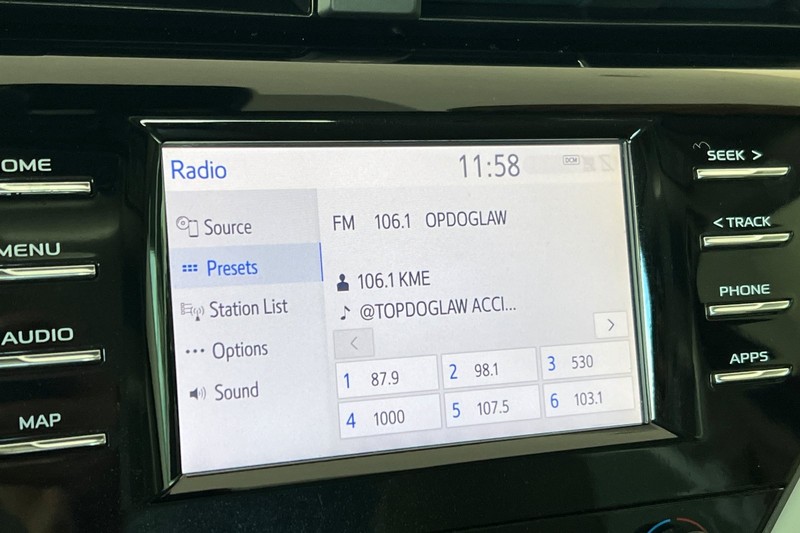 Radio 11:58 DCM
OME
MENU
AUDIO
MAP
Source
Presets
Station List
Options
Sound
FM 106.1 OPDOGLAW
106.1 KME
@TOPDOGLAW ACCI...
<
>
1 87.9
2 98.1
3 530
4 1000
5 107.5
6 103.1
SEEK >
< TRACK
PHONE
APPS